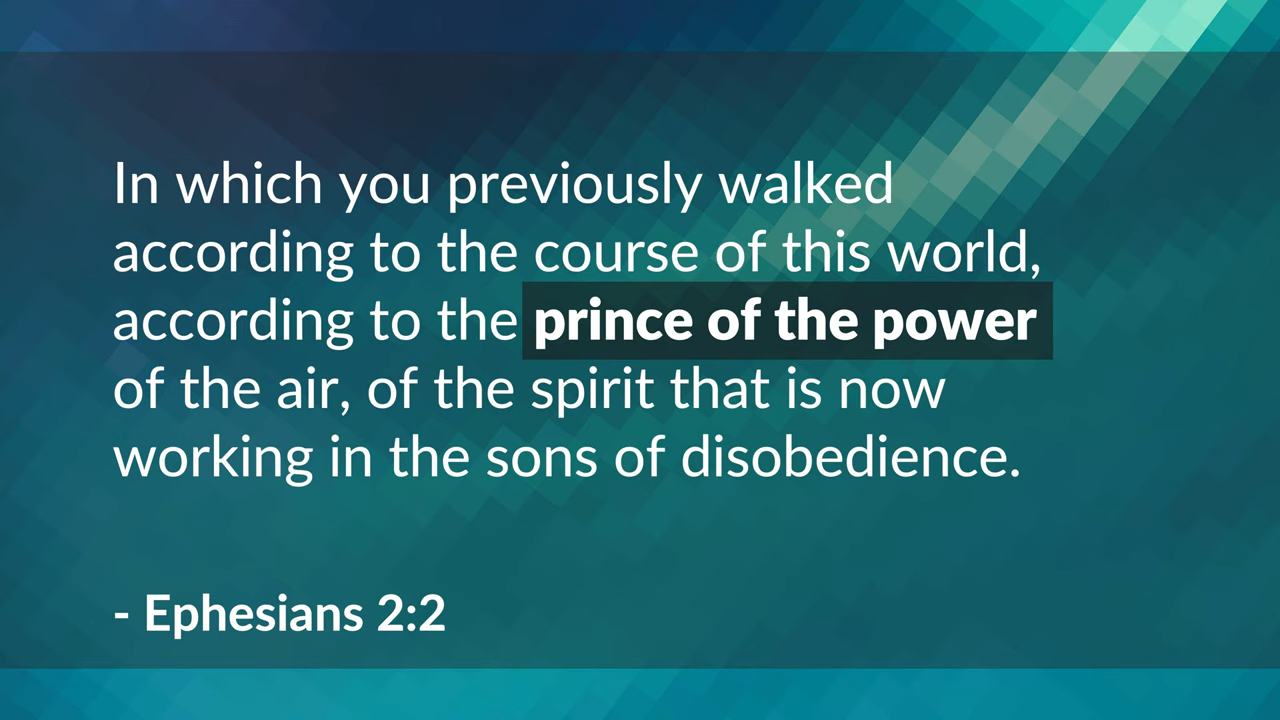 In which you previously walked
according to the course of this world,
according to the prince of the power
of the air, of the spirit that is now
working in the sons of disobedience.
- Ephesians 2:2